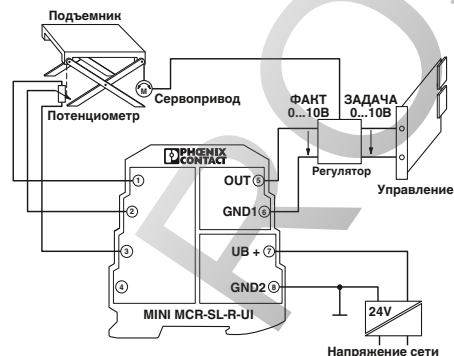 Подъемник
M
Сервопривод
Потенциометр
ФАКТ
0...10В
ЗАДАЧА
0...10В
Регулятор
Управление
PHŒNIX
CONTACT
1
OUT 5
2
GND1 6
3
UB + 7
4
GND2 8
MINI MCR-SL-R-UI
24V
Напряжение сети